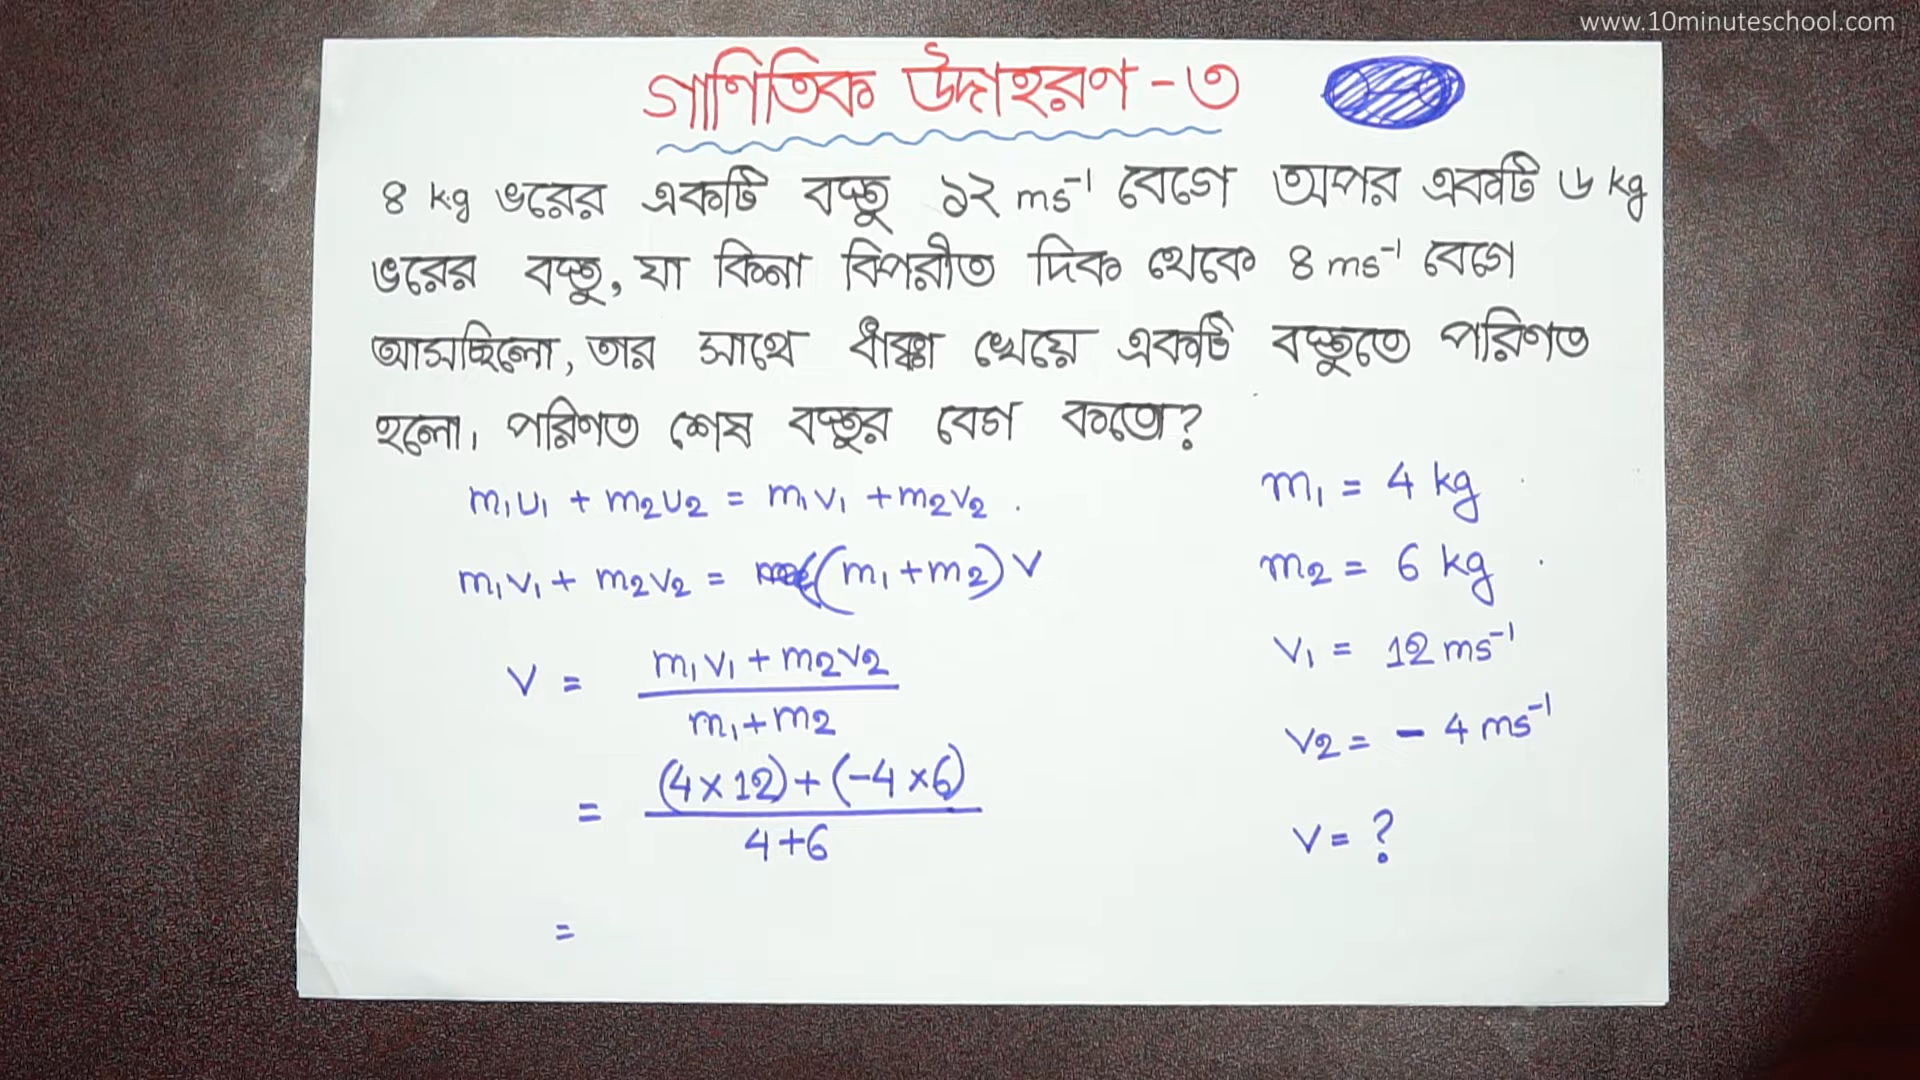 www.10minuteschool.com
গাণিতিক উদাহরণ - ৩
৪ kg ভরের একটি বস্তু ১২ ms⁻¹ বেগে অপর একটি ৬ kg
ভরের বস্তু, যা কিনা বিপরীত দিক থেকে ৪ ms⁻¹ বেগে
আসছিলো, তার সাথে ধাক্কা খেয়ে একটি বস্তুতে পরিণত
হলো। পরিণত শেষ বস্তুর বেগ কতো?
m₁u₁ + m₂u₂ = m₁v₁ + m₂v₂
m₁v₁ + m₂v₂ = (m₁ + m₂) v
v = (m₁v₁ + m₂v₂) / (m₁ + m₂)
= ((4 × 12) + (-4 × 6)) / (4 + 6)
=
m₁ = 4 kg
m₂ = 6 kg
v₁ = 12 ms⁻¹
v₂ = - 4 ms⁻¹
v = ?